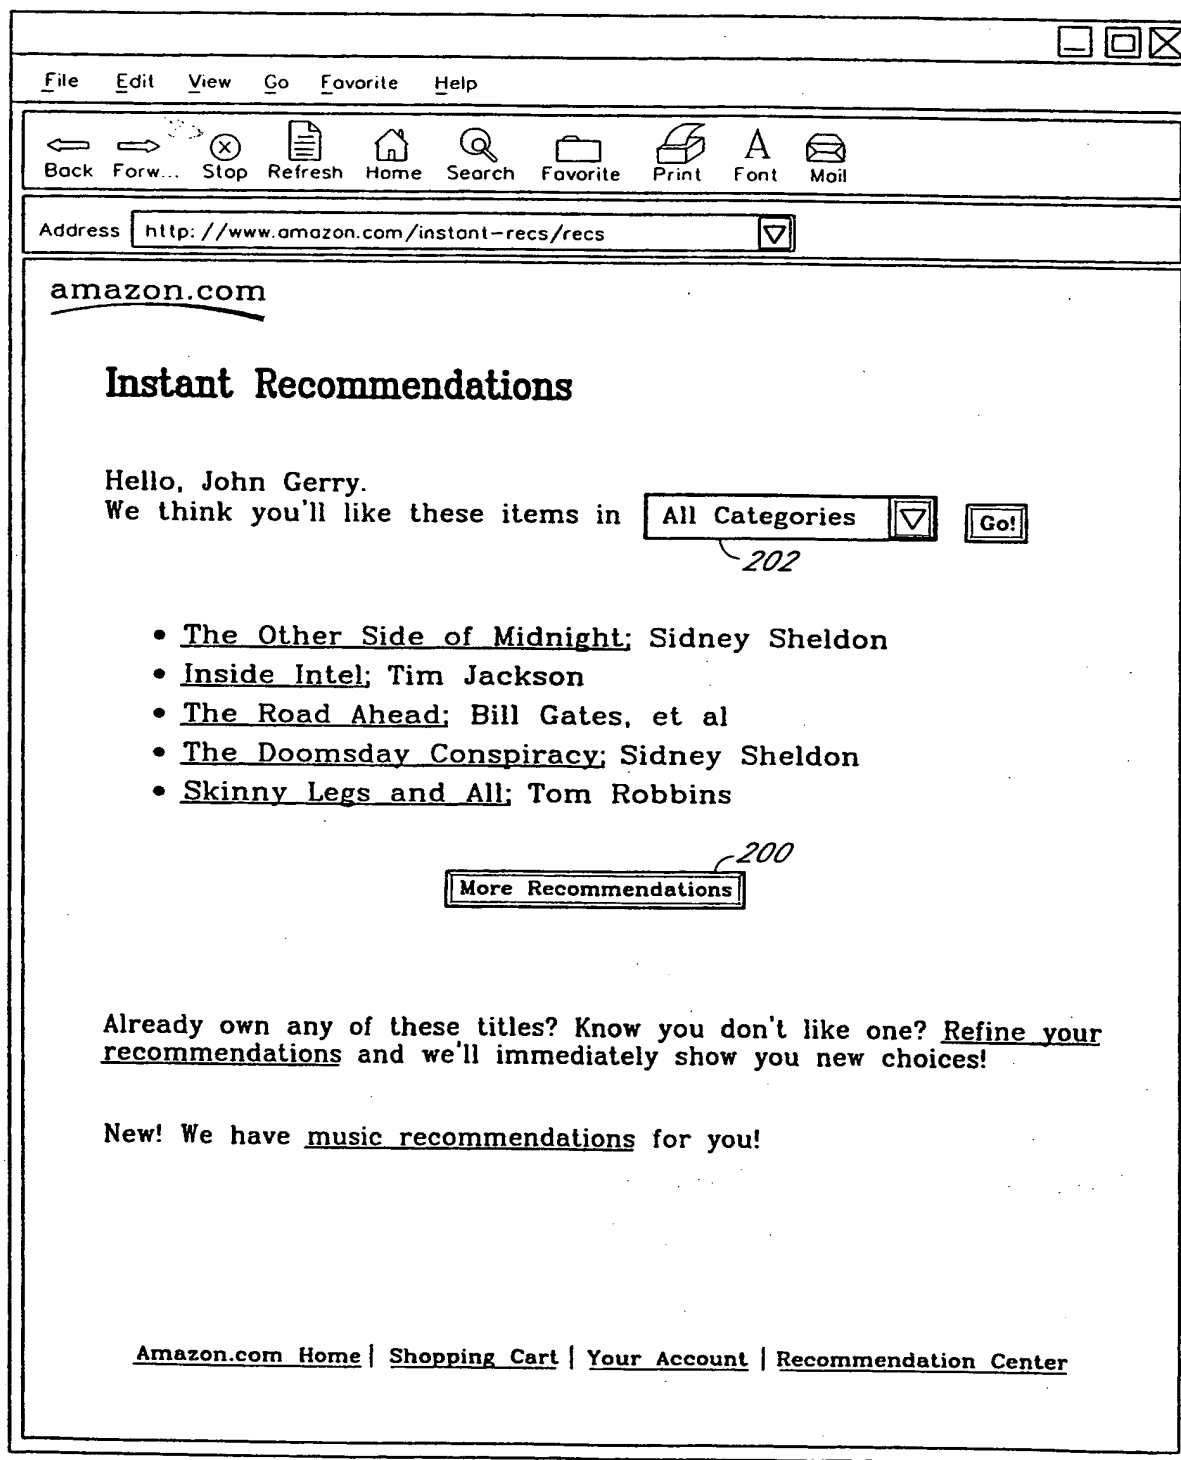 File Edit View Go Favorite Help
Back Forw... Stop Refresh Home Search Favorite Print Font Mail
Address http://www.amazon.com/instant-recs/recs
amazon.com
Instant Recommendations
Hello, John Gerry.
We think you'll like these items in All Categories Go!
202
• The Other Side of Midnight; Sidney Sheldon
• Inside Intel; Tim Jackson
• The Road Ahead; Bill Gates, et al
• The Doomsday Conspiracy; Sidney Sheldon
• Skinny Legs and All; Tom Robbins
200
More Recommendations
Already own any of these titles? Know you don't like one? Refine your
recommendations and we'll immediately show you new choices!
New! We have music recommendations for you!
Amazon.com Home | Shopping Cart | Your Account | Recommendation Center